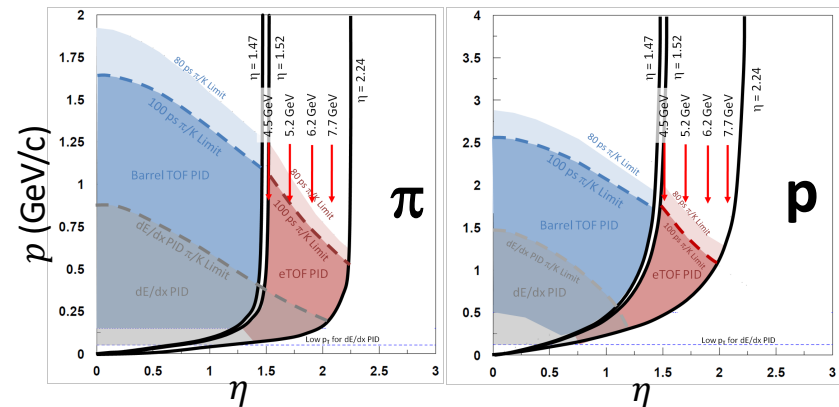 2
1.75
1.5
1.25
1
0.75
0.5
0.25
0
0
0.5
1
1.5
2
2.5
3
p (GeV/c)
η
π
80 ps π/K Limit
100 ps π/K Limit
Barrel TOF PID
dE/dx PID π/K Limit
dE/dx PID
η = 1.47
η = 1.52
η = 2.24
4.5 GeV
5.2 GeV
6.2 GeV
7.7 GeV
80 ps π/K Limit
100 ps π/K Limit
eTOF PID
Low pT for dE/dx PID
4
3.5
3
2.5
2
1.5
1
0.5
0
0
0.5
1
1.5
2
2.5
3
η
p
80 ps π/K Limit
100 ps π/K Limit
Barrel TOF PID
dE/dx PID π/K Limit
dE/dx PID
η = 1.47
η = 1.52
η = 2.24
4.5 GeV
5.2 GeV
6.2 GeV
7.7 GeV
80 ps π/K Limit
100 ps π/K Limit
eTOF PID
Low pT for dE/dx PID